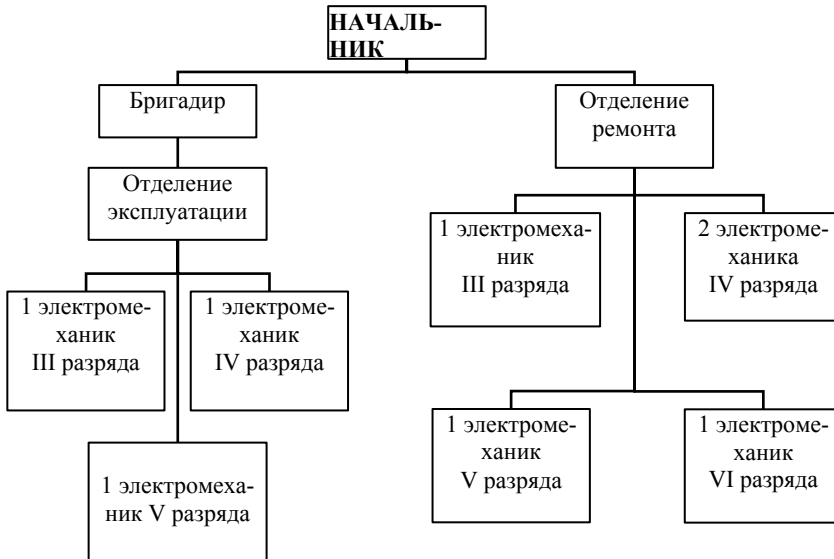 НАЧАЛЬ-
НИК
Бригадир
Отделение
ремонта
Отделение
эксплуатации
1 электромеха-
ник
III разряда
2 электроме-
ханика
IV разряда
1 электроме-
ханик
III разряда
1 электроме-
ханик
IV разряда
1 электроме-
ханик
V разряда
1 электроме-
ханик
VI разряда
1 электромеха-
ник V разряда